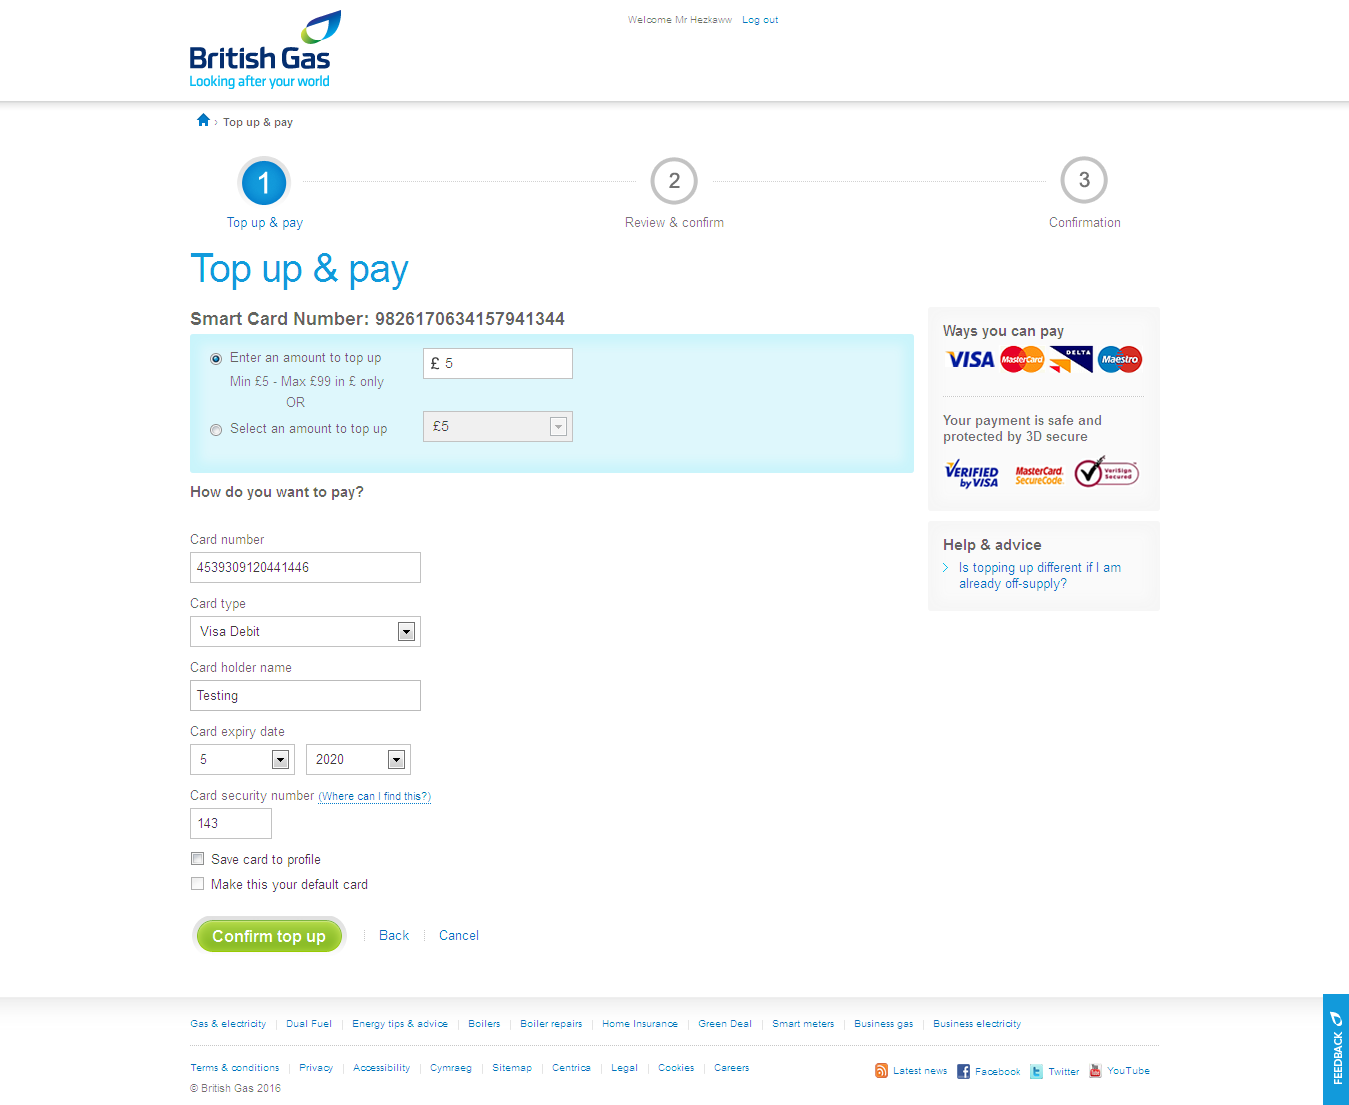 British Gas
Looking after your world
Welcome Mr Hezkaww Log out
› Top up & pay
1
2
3
Top up & pay
Review & confirm
Confirmation
Top up & pay
Smart Card Number: 9826170634157941344
Enter an amount to top up
£ 5
Min £5 - Max £99 in £ only
OR
Select an amount to top up
£5
How do you want to pay?
Card number
4539309120441446
Card type
Visa Debit
Card holder name
Testing
Card expiry date
5
2020
Card security number (Where can I find this?)
143
Save card to profile
Make this your default card
Confirm top up
Back
Cancel
Ways you can pay
VISA MasterCard DELTA Maestro
Your payment is safe and
protected by 3D secure
VERIFIED
by VISA
MasterCard.
SecureCode.
VeriSign
Secured
Help & advice
Is topping up different if I am
already off-supply?
Gas & electricity Dual Fuel Energy tips & advice Boilers Boiler repairs Home Insurance Green Deal Smart meters Business gas Business electricity
Terms & conditions Privacy Accessibility Cymraeg Sitemap Centrica Legal Cookies Careers
Latest news Facebook Twitter YouTube
© British Gas 2016
FEEDBACK